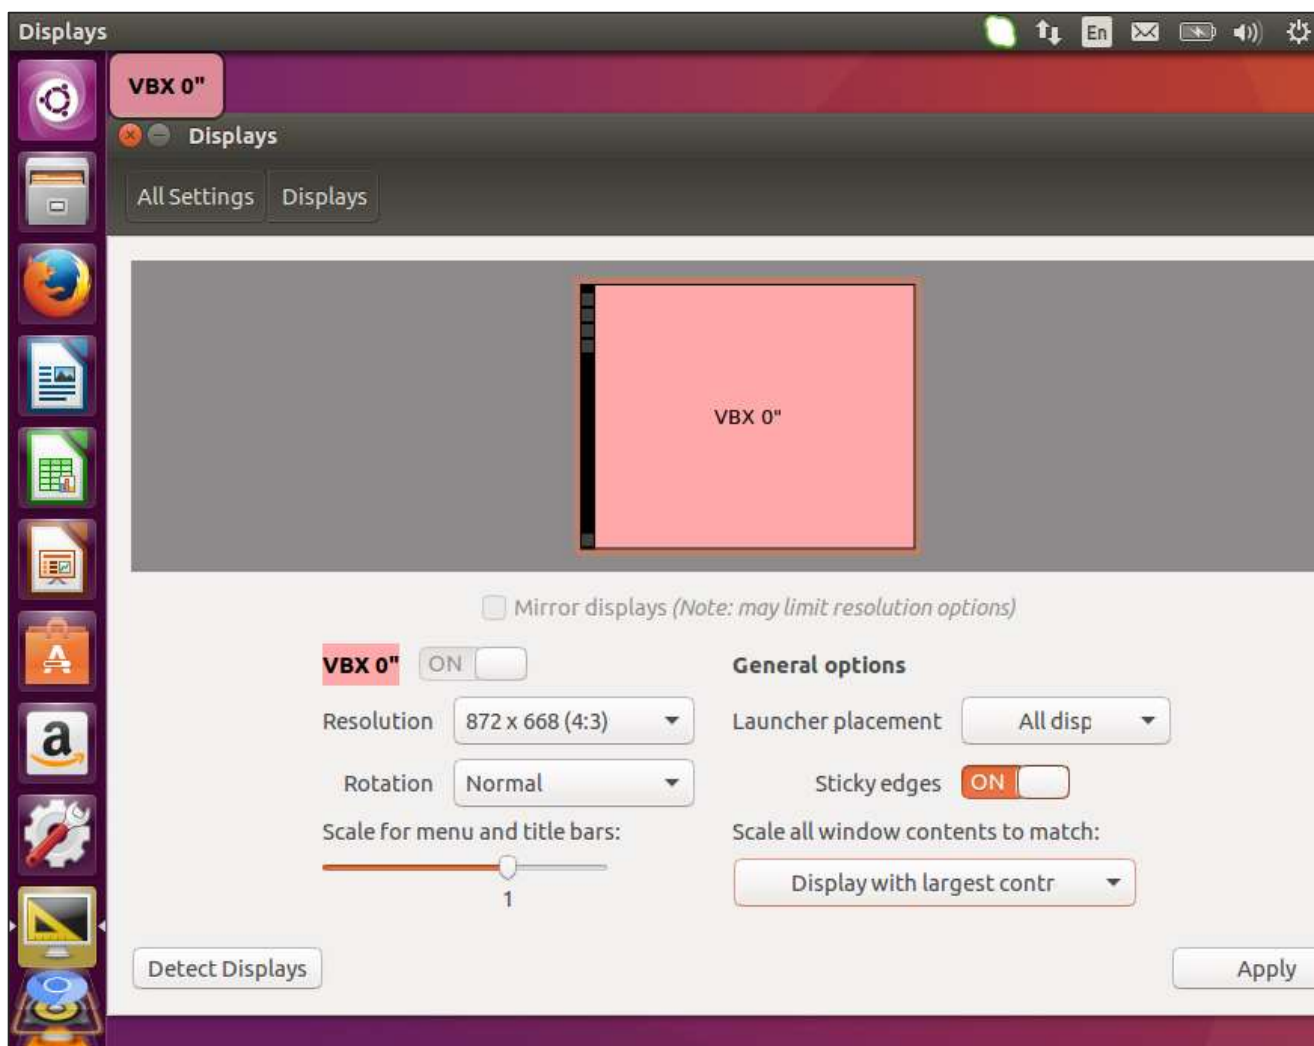 Displays
En
VBX 0"
Displays
All Settings
Displays
VBX 0"
Mirror displays (Note: may limit resolution options)
VBX 0"
ON
General options
Resolution
872 x 668 (4:3)
Launcher placement
All disp
Rotation
Normal
Sticky edges
ON
Scale for menu and title bars:
Scale all window contents to match:
1
Display with largest contr
Detect Displays
Apply